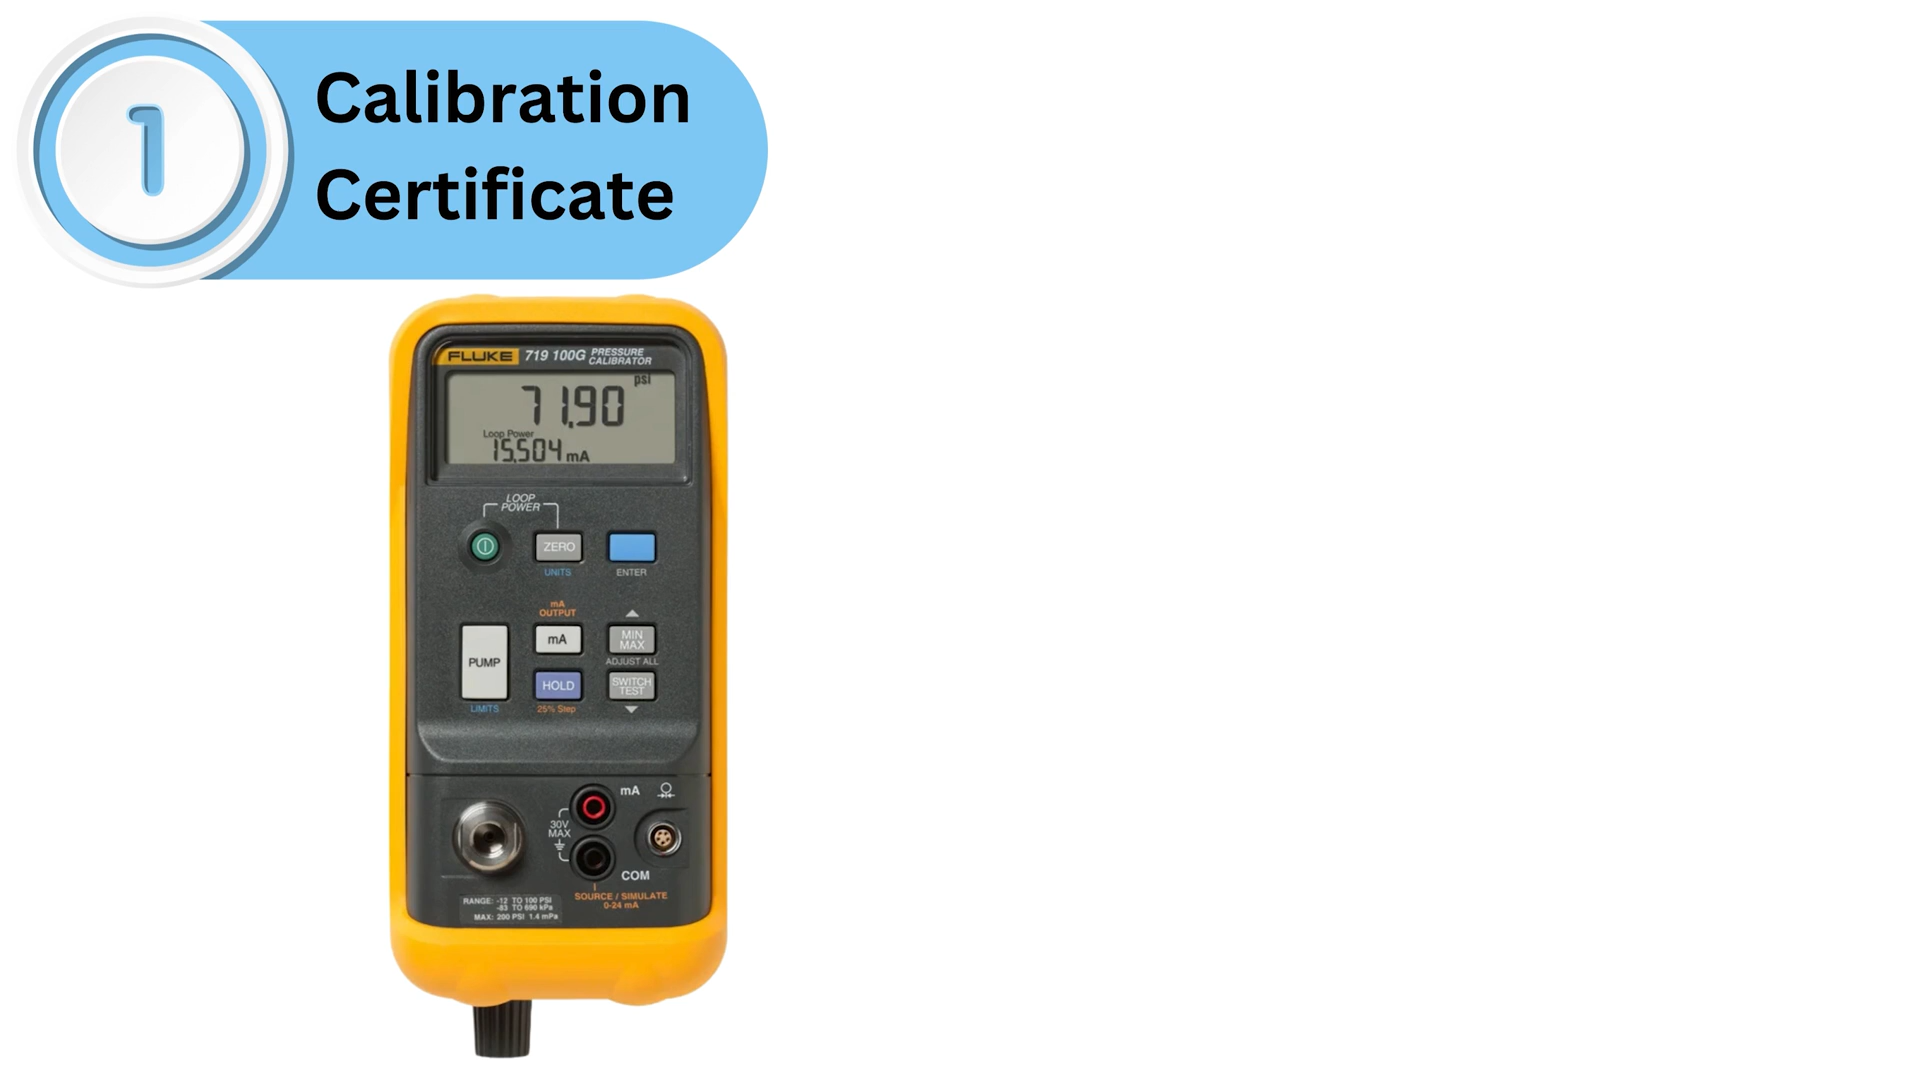 1
Calibration
Certificate
FLUKE 719 100G PRESSURE CALIBRATOR
psi
71.90
Loop Power
15.504 mA
LOOP POWER
ZERO
UNITS
ENTER
mA OUTPUT
PUMP
mA
MIN MAX
ADJUST ALL
HOLD
SWITCH TEST
LIMITS
25% Step
mA
30V MAX
COM
SOURCE / SIMULATE
0-24 mA
RANGE: -12 TO 100 PSI
-83 TO 690 kPa
MAX: 200 PSI 1.4 mPa